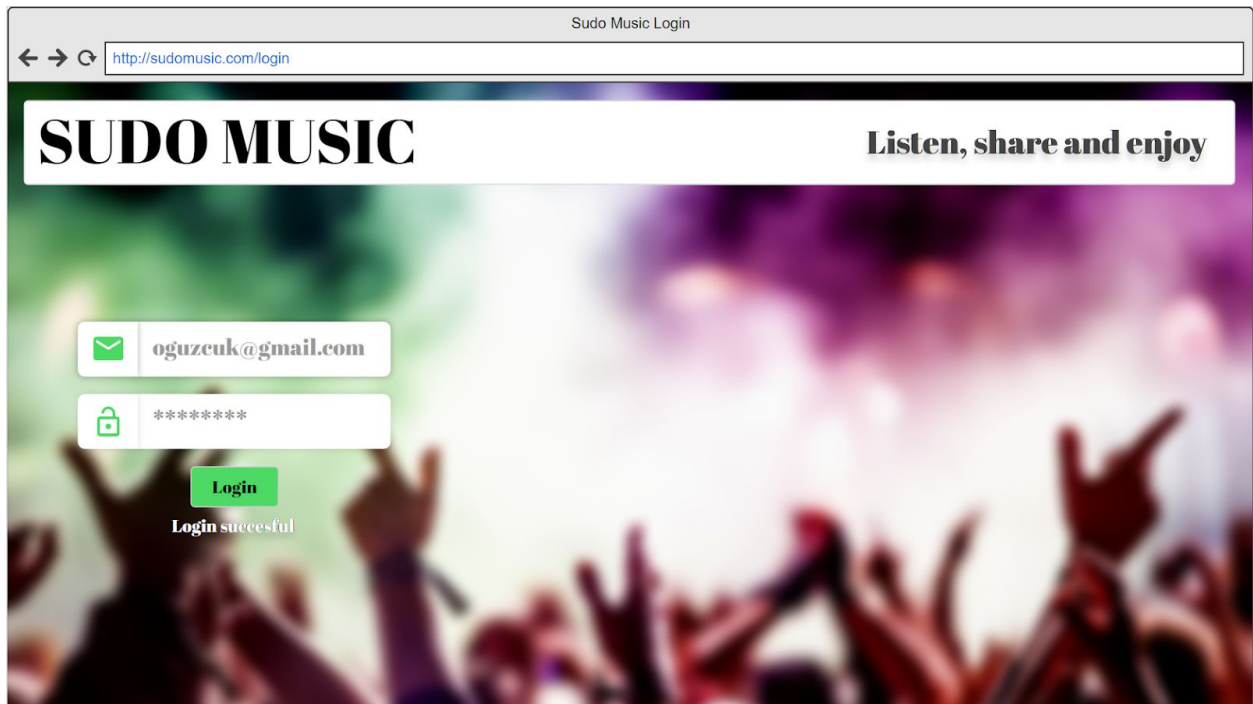 Sudo Music Login
http://sudomusic.com/login
SUDO MUSIC
Listen, share and enjoy
oguzcuk@gmail.com
********
Login
Login succesful